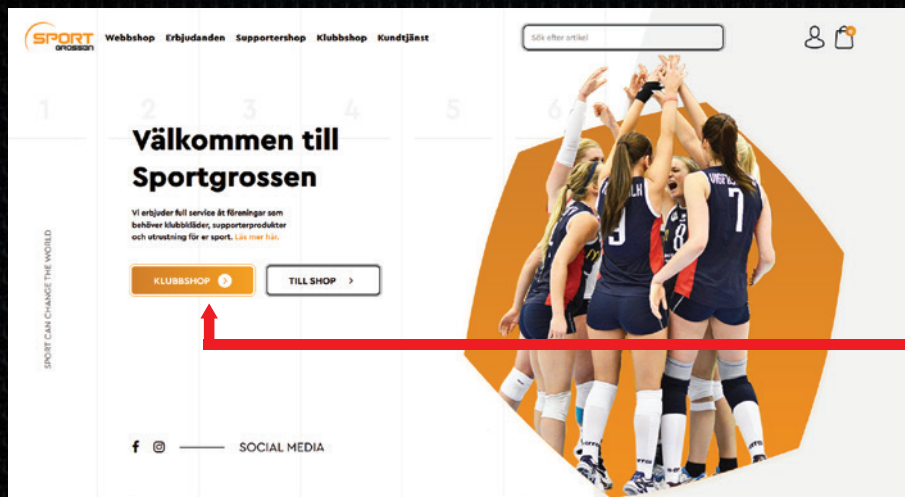 SPORT
GROSSEN
Webbshop Erbjudanden Supportershop Klubbshop Kundtjänst
Sök efter artikel
1 2 3 4 5 6
Välkommen till
Sportgrossen
Vi erbjuder full service åt föreningar som
behöver klubbkläder, supporterprodukter
och utrustning för er sport. Läs mer här.
KLUBBSHOP >
TILL SHOP >
SPORT CAN CHANGE THE WORLD
SOCIAL MEDIA
3
8
7